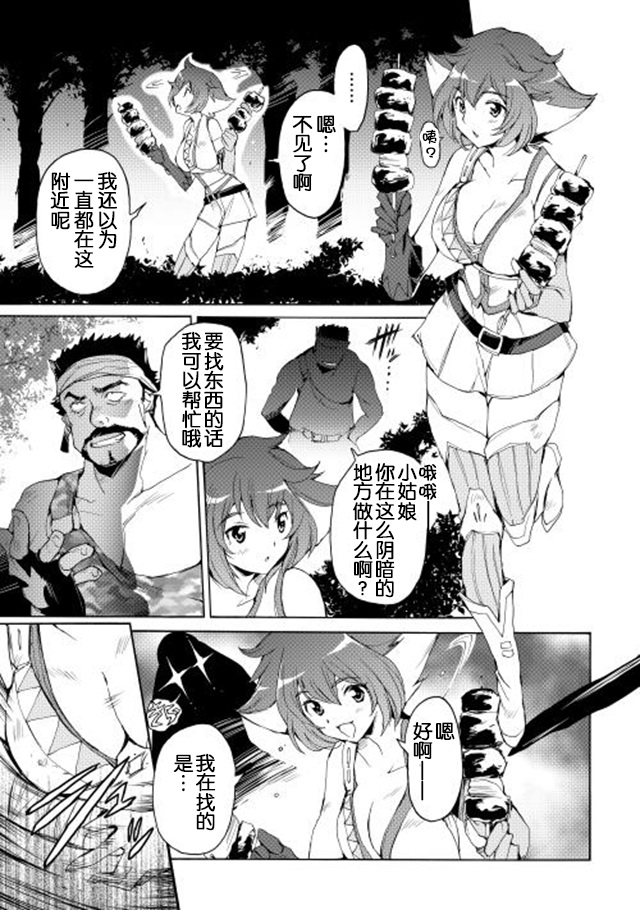 咦？
……
嗯…
不见了啊
我还以为
一直都在这
附近呢
哦哦——
小姑娘
你在这么阴暗的
地方做什么啊？
要找东西的话
我可以帮忙哦
嗯
好啊——
我在找的
是…